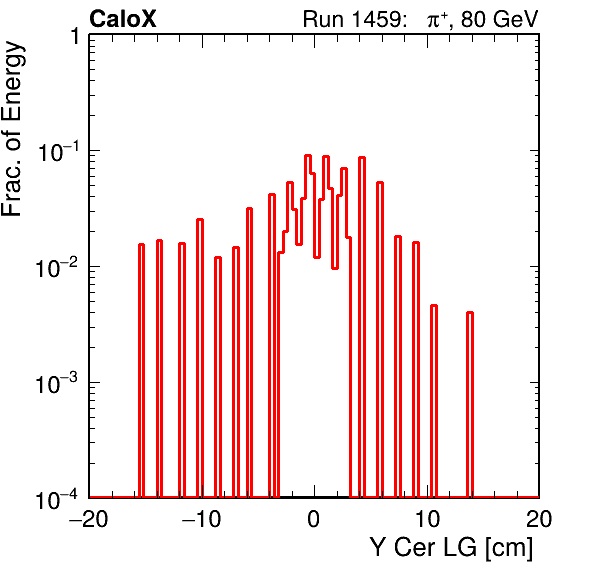 CaloX Run 1459: π⁺, 80 GeV
Frac. of Energy
1
10⁻¹
10⁻²
10⁻³
10⁻⁴
−20 −10 0 10 20
Y Cer LG [cm]